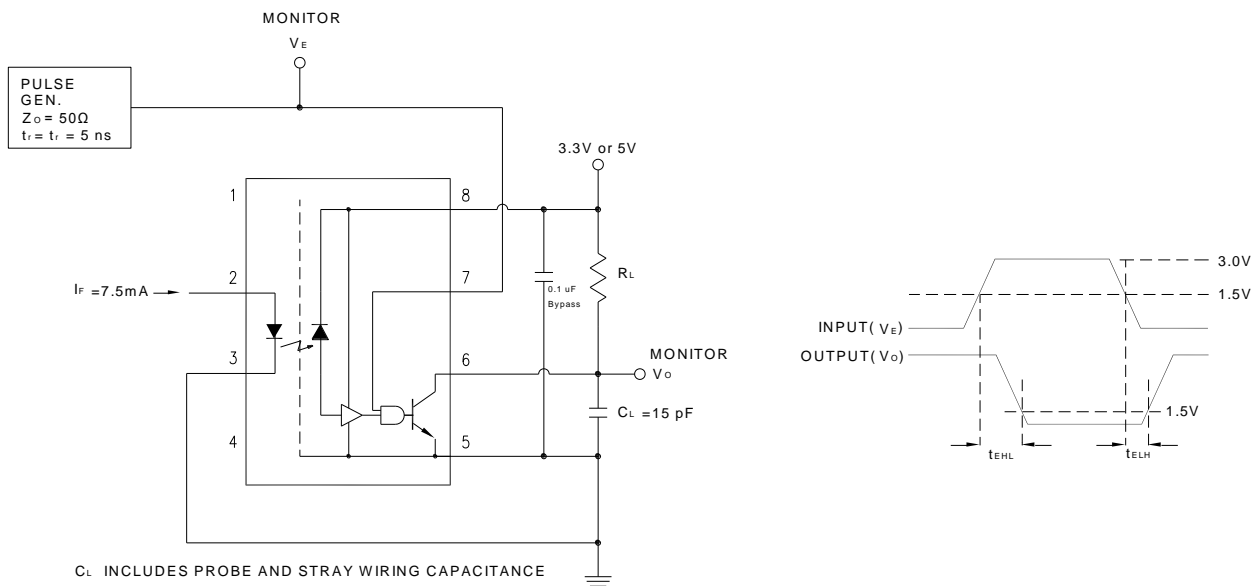 MONITOR
VE
PULSE
GEN.
ZO = 50Ω
tr = tr = 5 ns
3.3V or 5V
1
8
2
7
IF =7.5mA
0.1 uF
Bypass
RL
3
6
MONITOR
VO
CL =15 pF
4
5
CL INCLUDES PROBE AND STRAY WIRING CAPACITANCE
3.0V
1.5V
INPUT(VE)
OUTPUT(VO)
1.5V
tEHL
tELH